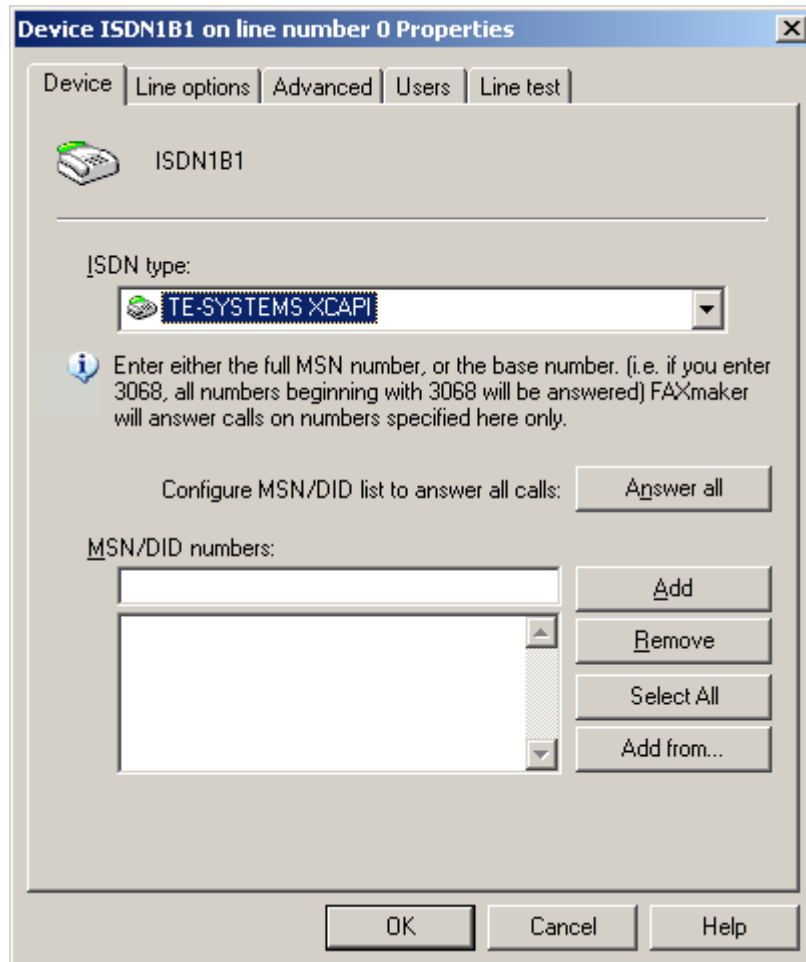 Device ISDN1B1 on line number 0 Properties
Device Line options Advanced Users Line test
ISDN1B1
ISDN type:
TE-SYSTEMS XCAPI
Enter either the full MSN number, or the base number. (i.e. if you enter
3068, all numbers beginning with 3068 will be answered) FAXmaker
will answer calls on numbers specified here only.
Configure MSN/DID list to answer all calls: Answer all
MSN/DID numbers:
Add
Remove
Select All
Add from...
OK Cancel Help